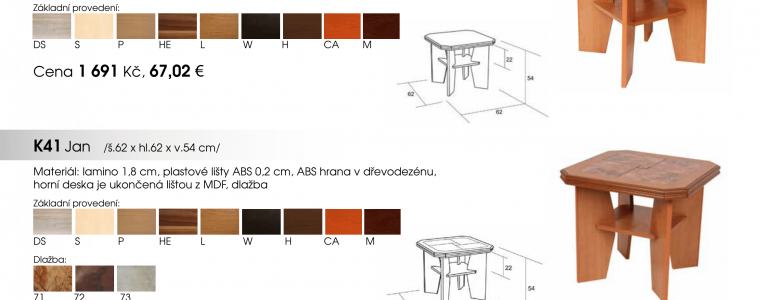 Základní provedení:
DS S P HE L W H CA M
Cena 1 691 Kč, 67,02 €
22
54
62
62
K41 Jan /š.62 x hl.62 x v.54 cm/
Materiál: lamino 1,8 cm, plastové lišty ABS 0,2 cm, ABS hrana v dřevodezénu,
horní deska je ukončená lištou z MDF, dlažba
Základní provedení:
DS S P HE L W H CA M
Dlažba:
71 72 73
22
54